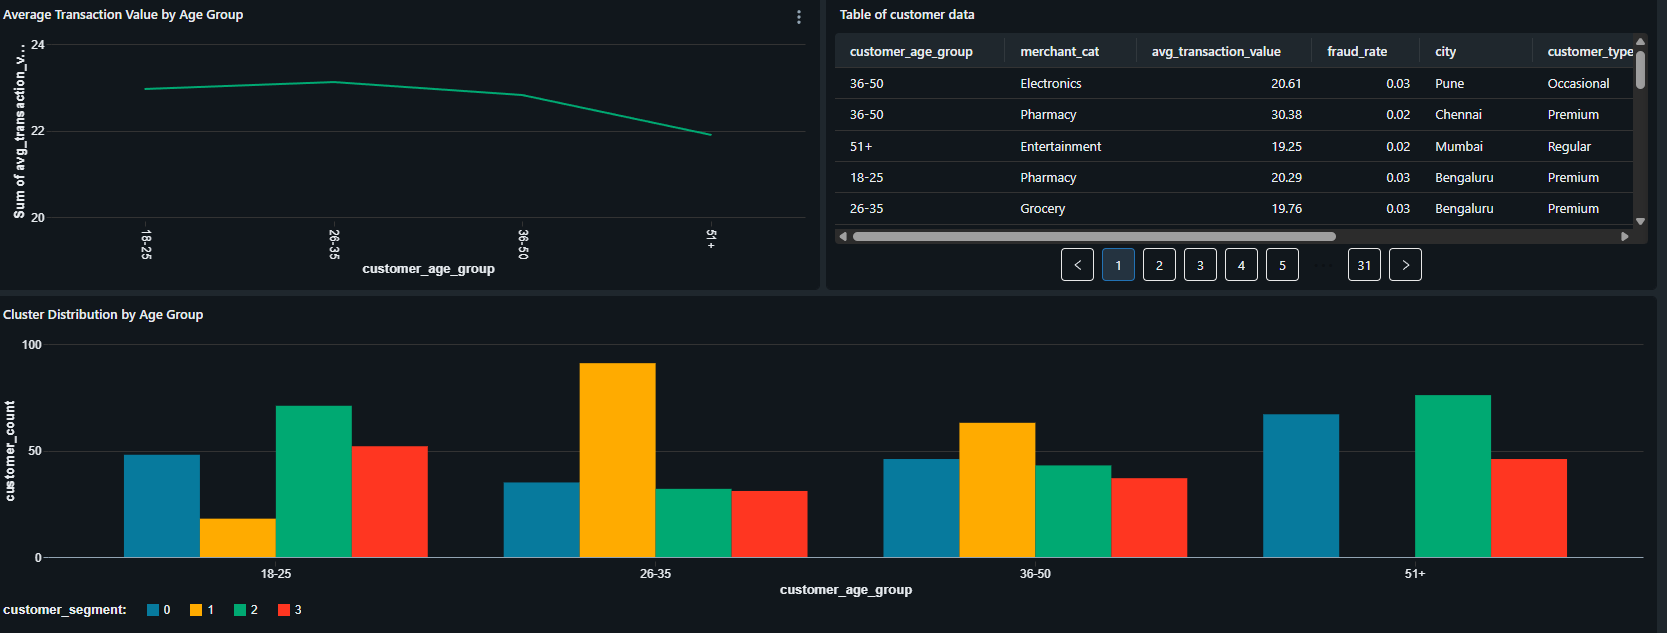 Average Transaction Value by Age Group
Sum of avg_transaction_v...
24
22
20
18-25
26-35
36-50
51+
customer_age_group
Table of customer data
customer_age_group merchant_cat avg_transaction_value fraud_rate city customer_type
36-50 Electronics 20.61 0.03 Pune Occasional
36-50 Pharmacy 30.38 0.02 Chennai Premium
51+ Entertainment 19.25 0.02 Mumbai Regular
18-25 Pharmacy 20.29 0.03 Bengaluru Premium
26-35 Grocery 19.76 0.03 Bengaluru Premium
< 1 2 3 4 5 ••• 31 >
Cluster Distribution by Age Group
customer_count
100
50
0
18-25 26-35 36-50 51+
customer_age_group
customer_segment: 0 1 2 3